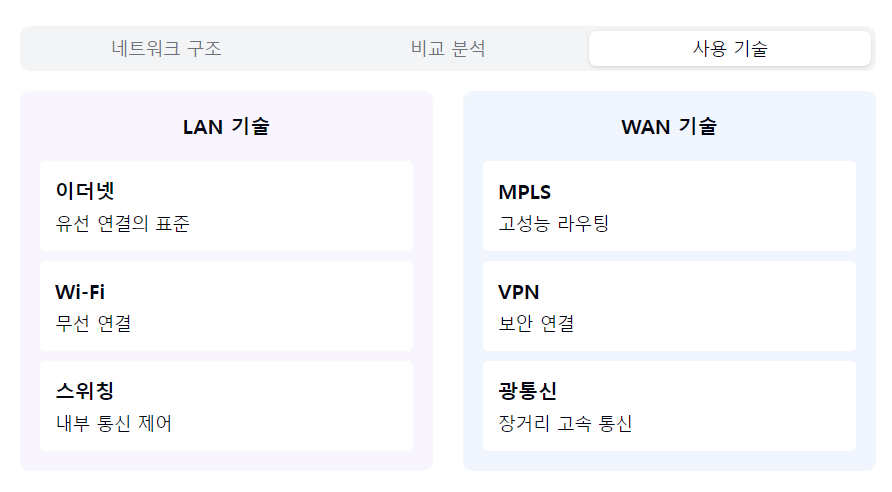 네트워크 구조
비교 분석
사용 기술
LAN 기술
이더넷
유선 연결의 표준
Wi-Fi
무선 연결
스위칭
내부 통신 제어
WAN 기술
MPLS
고성능 라우팅
VPN
보안 연결
광통신
장거리 고속 통신